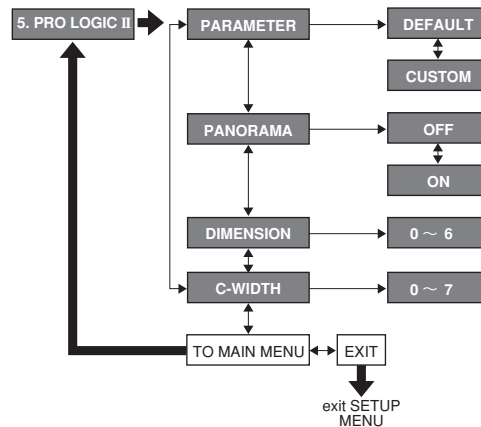 5. PRO LOGIC II
PARAMETER
DEFAULT
CUSTOM
PANORAMA
OFF
ON
DIMENSION
0 ~ 6
C-WIDTH
0 ~ 7
TO MAIN MENU
EXIT
exit SETUP
MENU